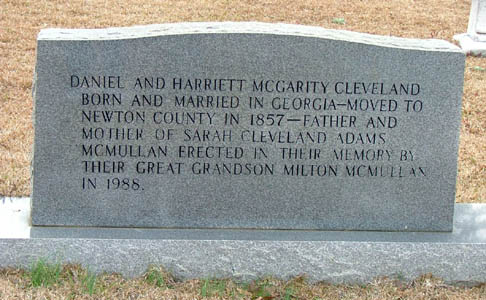 DANIEL AND HARRIETT MCGARITY CLEVELAND
BORN AND MARRIED IN GEORGIA—MOVED TO
NEWTON COUNTY IN 1857—FATHER AND
MOTHER OF SARAH CLEVELAND ADAMS
MCMULLAN ERECTED IN THEIR MEMORY BY
THEIR GREAT GRANDSON MILTON MCMULLAN
IN 1988.